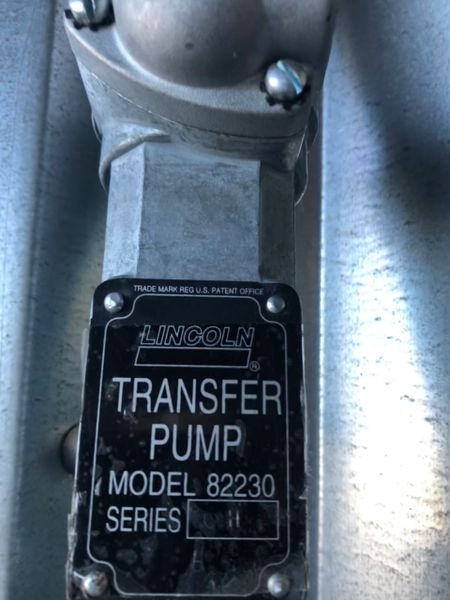 TRADE MARK REG U.S. PATENT OFFICE
LINCOLN
®
TRANSFER
PUMP
MODEL 82230
SERIES